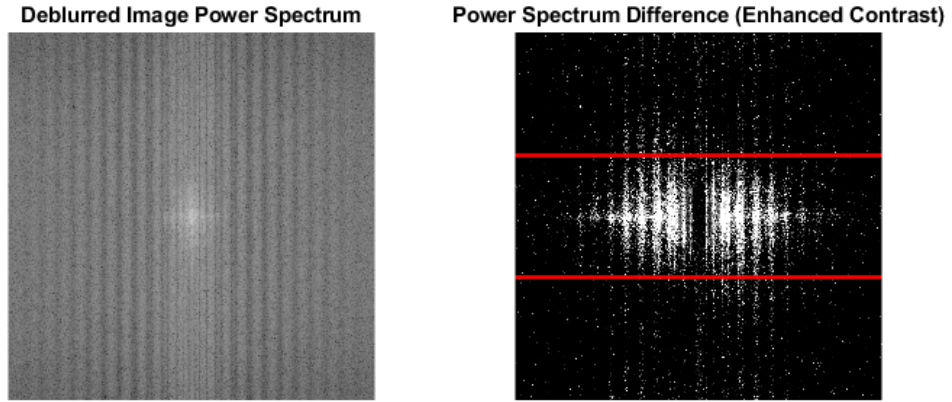 Deblurred Image Power Spectrum
Power Spectrum Difference (Enhanced Contrast)